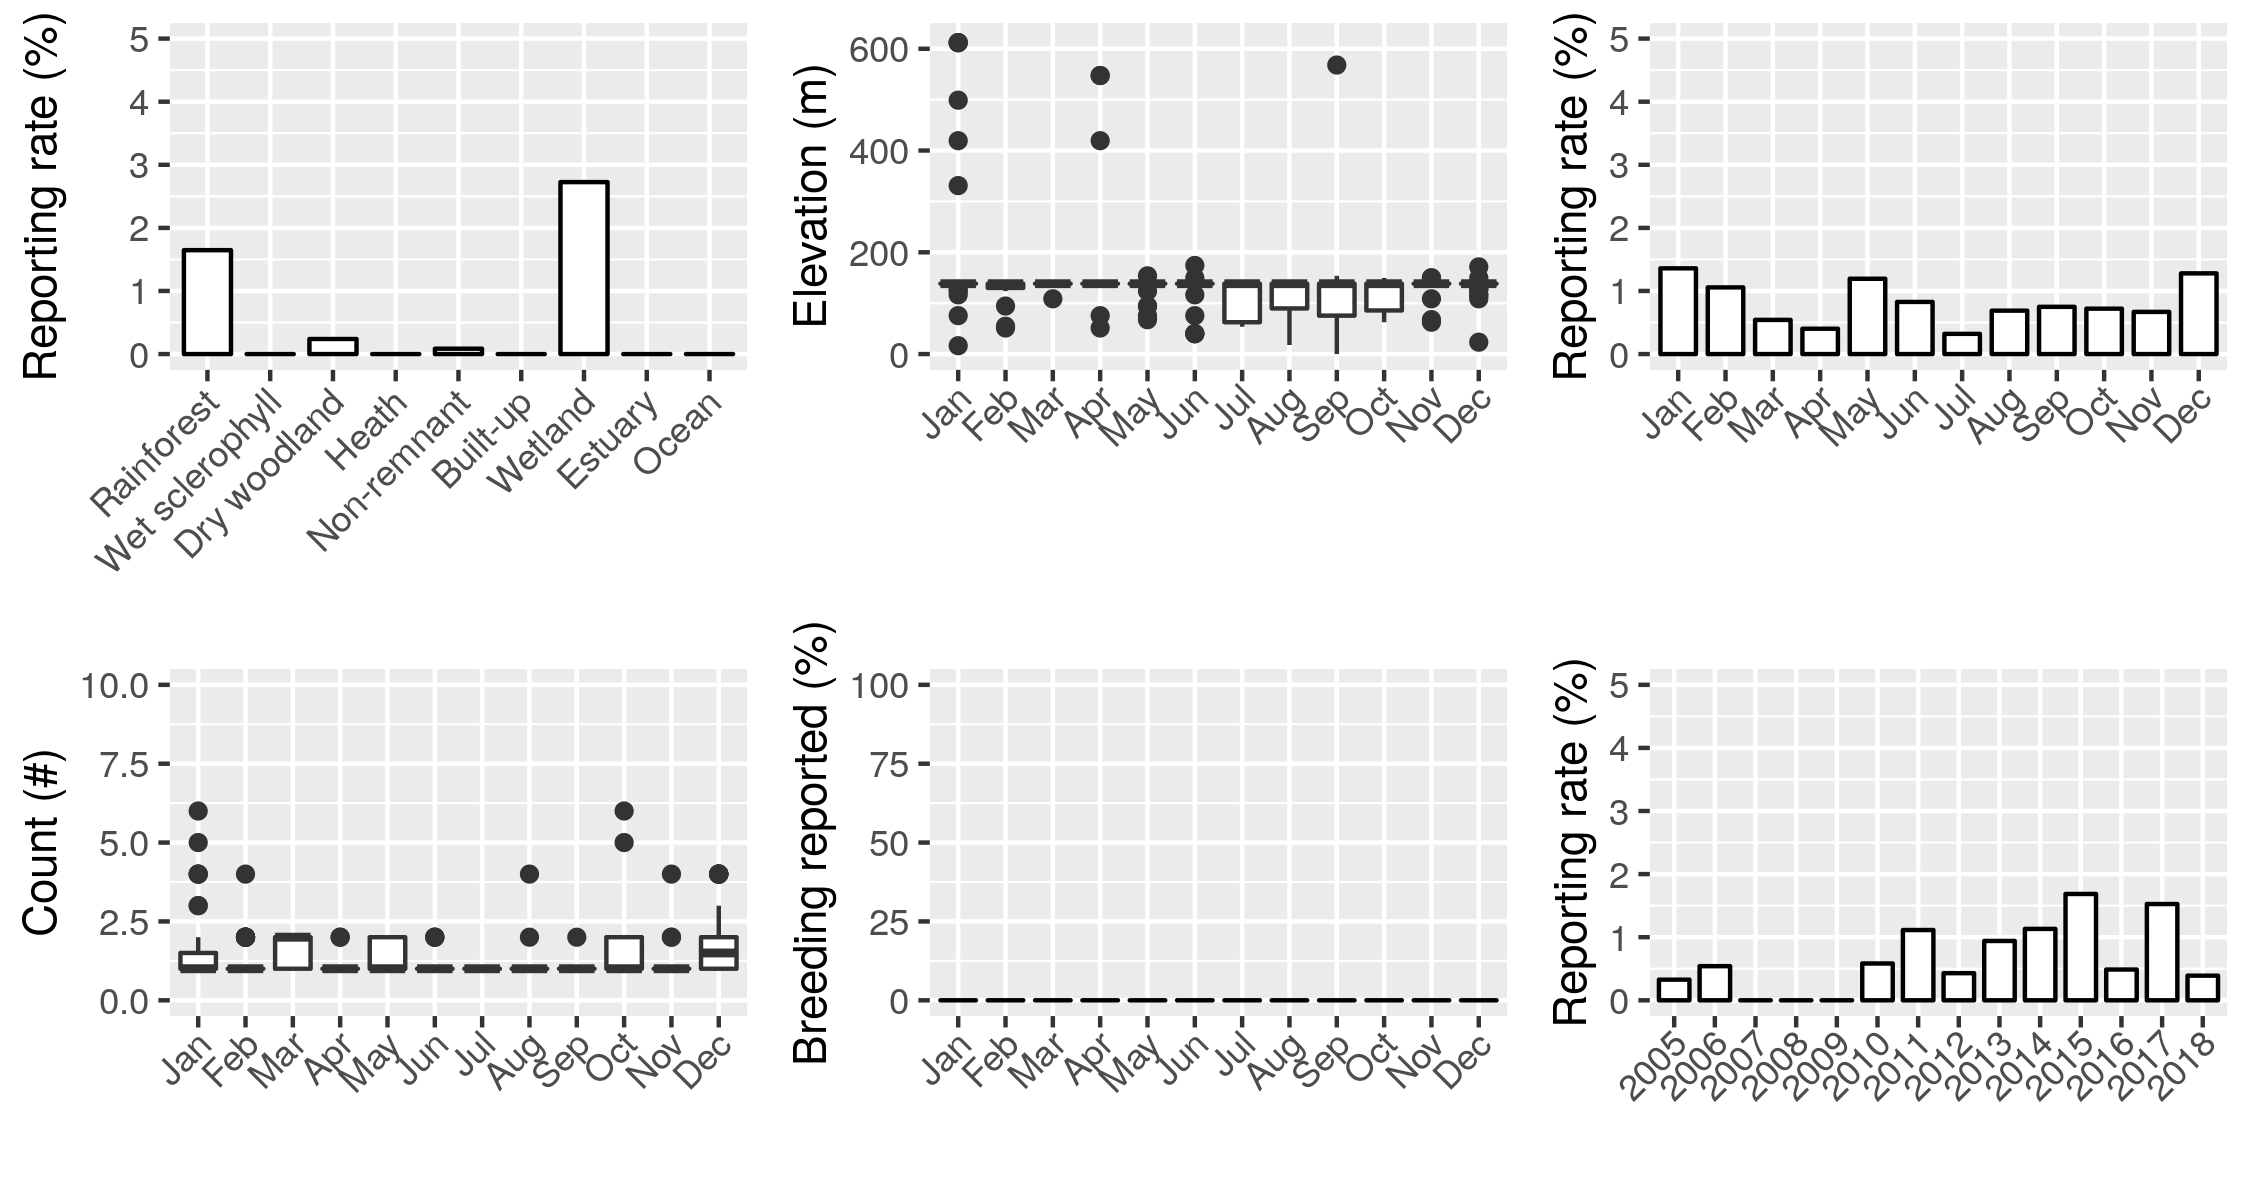 Reporting rate (%)
5
4
3
2
1
0
Rainforest
Wet sclerophyll
Dry woodland
Heath
Non-remnant
Built-up
Wetland
Estuary
Ocean
Elevation (m)
600
400
200
0
Jan
Feb
Mar
Apr
May
Jun
Jul
Aug
Sep
Oct
Nov
Dec
Reporting rate (%)
5
4
3
2
1
0
Jan
Feb
Mar
Apr
May
Jun
Jul
Aug
Sep
Oct
Nov
Dec
Count (#)
10.0
7.5
5.0
2.5
0.0
Jan
Feb
Mar
Apr
May
Jun
Jul
Aug
Sep
Oct
Nov
Dec
Breeding reported (%)
100
75
50
25
0
Jan
Feb
Mar
Apr
May
Jun
Jul
Aug
Sep
Oct
Nov
Dec
Reporting rate (%)
5
4
3
2
1
0
2005
2006
2007
2008
2009
2010
2011
2012
2013
2014
2015
2016
2017
2018